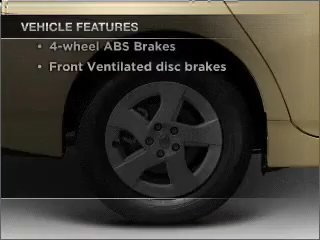 VEHICLE FEATURES
• 4-wheel ABS Brakes
• Front Ventilated disc brakes